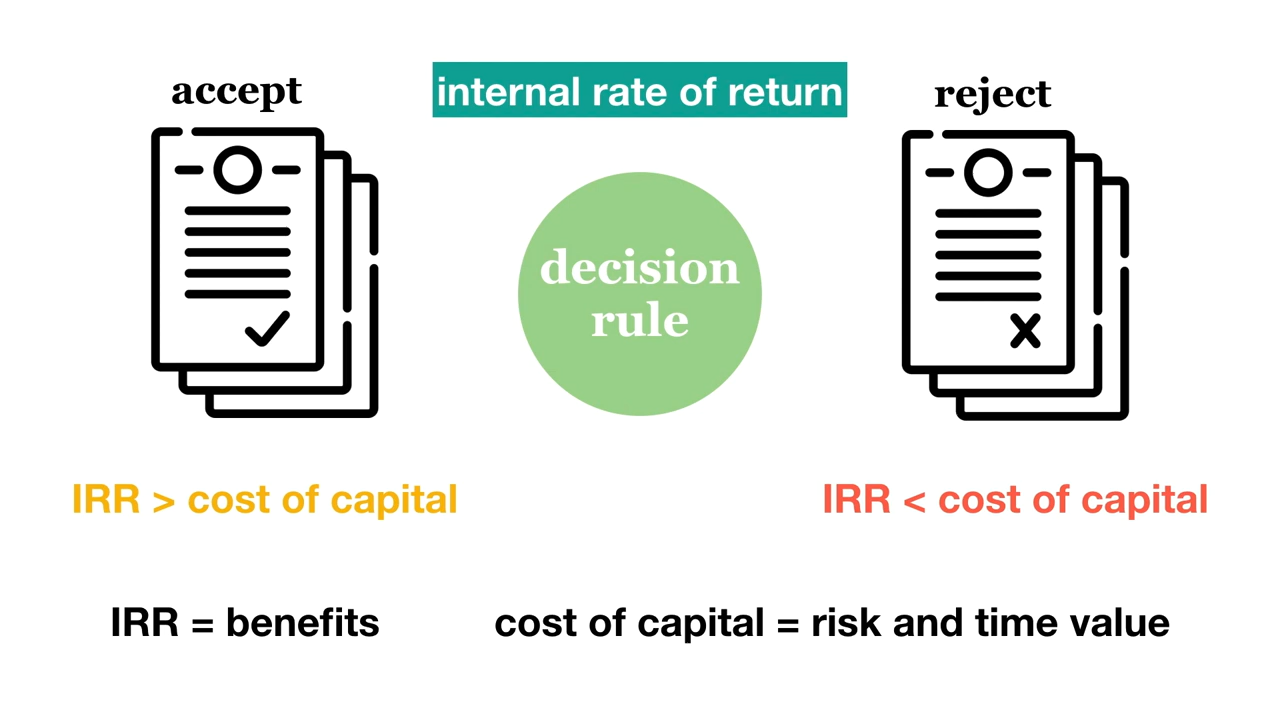 accept
internal rate of return
reject
decision
rule
IRR > cost of capital
IRR < cost of capital
IRR = benefits
cost of capital = risk and time value